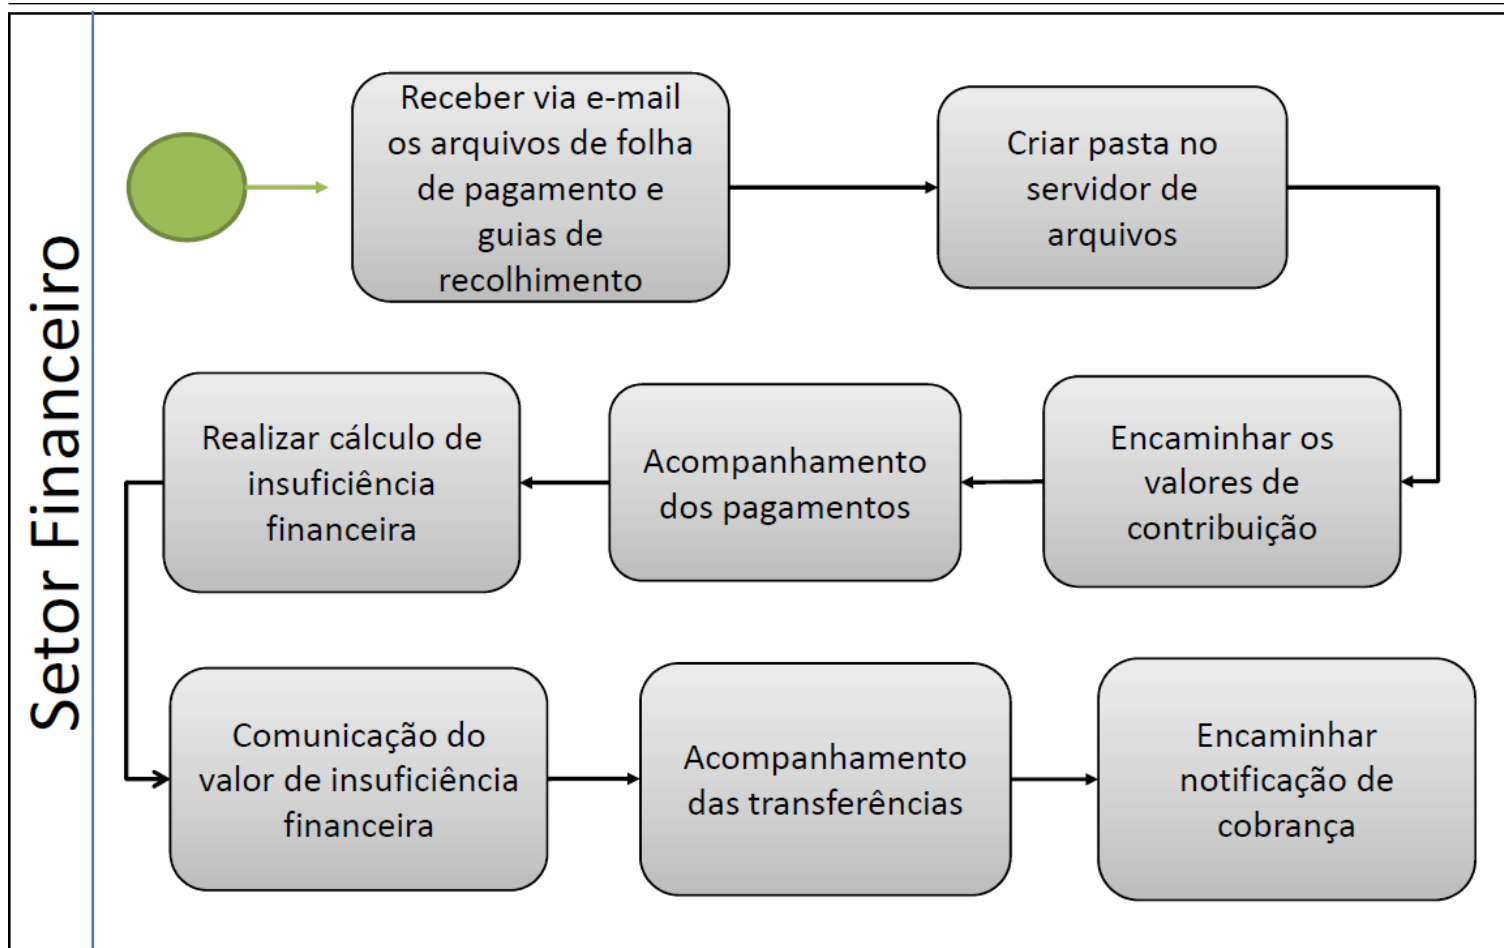 Setor Financeiro
Receber via e-mail
os arquivos de folha
de pagamento e
guias de
recolhimento
Criar pasta no
servidor de
arquivos
Encaminhar os
valores de
contribuição
Acompanhamento
dos pagamentos
Realizar cálculo de
insuficiência
financeira
Comunicação do
valor de insuficiência
financeira
Acompanhamento
das transferências
Encaminhar
notificação de
cobrança